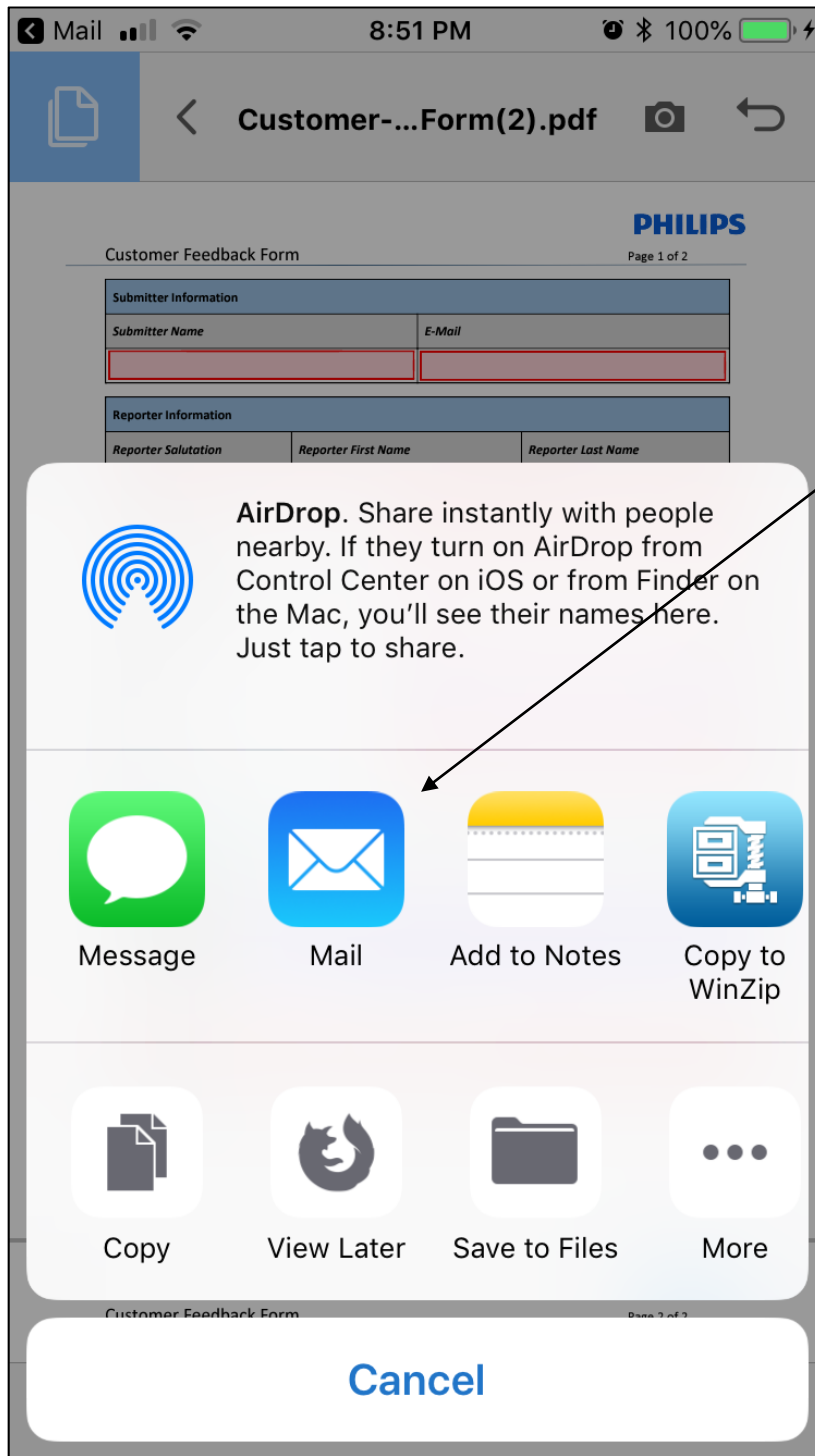 Mail 8:51 PM 100%
Customer-...Form(2).pdf
PHILIPS
Customer Feedback Form Page 1 of 2
Submitter Information
Submitter Name E-Mail
Reporter Information
Reporter Salutation Reporter First Name Reporter Last Name
AirDrop. Share instantly with people
nearby. If they turn on AirDrop from
Control Center on iOS or from Finder on
the Mac, you’ll see their names here.
Just tap to share.
Message Mail Add to Notes Copy to
WinZip
Copy View Later Save to Files More
Customer Feedback Form Page 2 of 2
Cancel